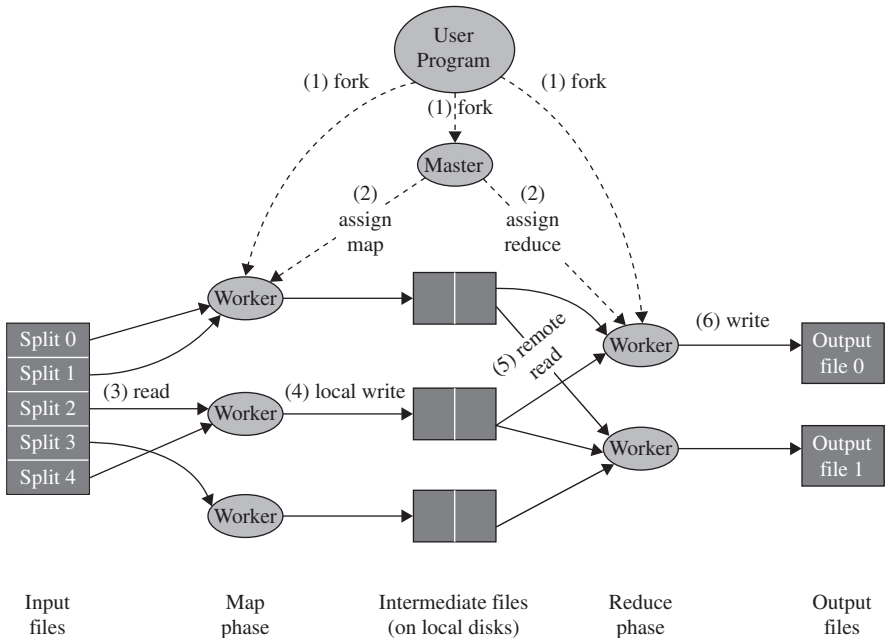 User
Program
(1) fork
(1) fork
(1) fork
Master
(2)
assign
map
(2)
assign
reduce
Worker
Split 0
Split 1
Split 2
Split 3
Split 4
(3) read
Worker
(4) local write
Worker
(5) remote
read
Worker
(6) write
Worker
Output
file 0
Output
file 1
Input
files
Map
phase
Intermediate files
(on local disks)
Reduce
phase
Output
files